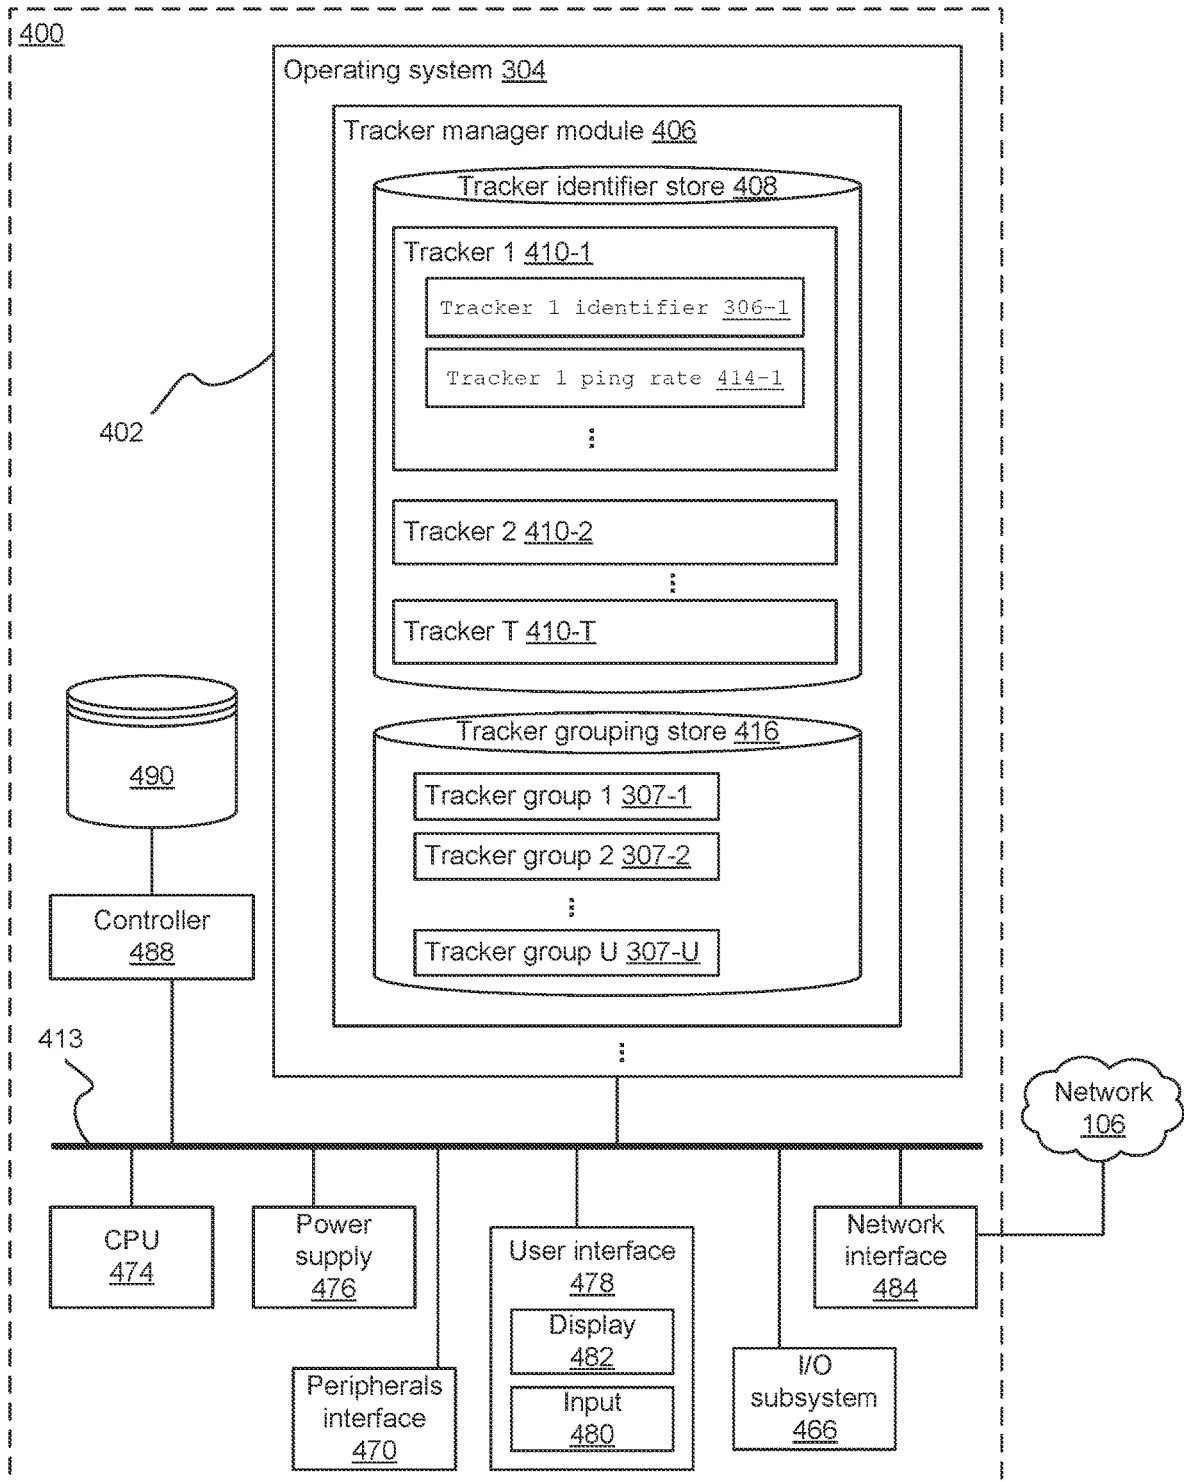 400
Operating system 304
Tracker manager module 406
Tracker identifier store 408
Tracker 1 410-1
Tracker 1 identifier 306-1
Tracker 1 ping rate 414-1
402
Tracker 2 410-2
Tracker T 410-T
490
Tracker grouping store 416
Tracker group 1 307-1
Tracker group 2 307-2
Tracker group U 307-U
Controller
488
413
Network
106
CPU
474
Power
supply
476
User interface
478
Display
482
Input
480
Network
interface
484
Peripherals
interface
470
I/O
subsystem
466